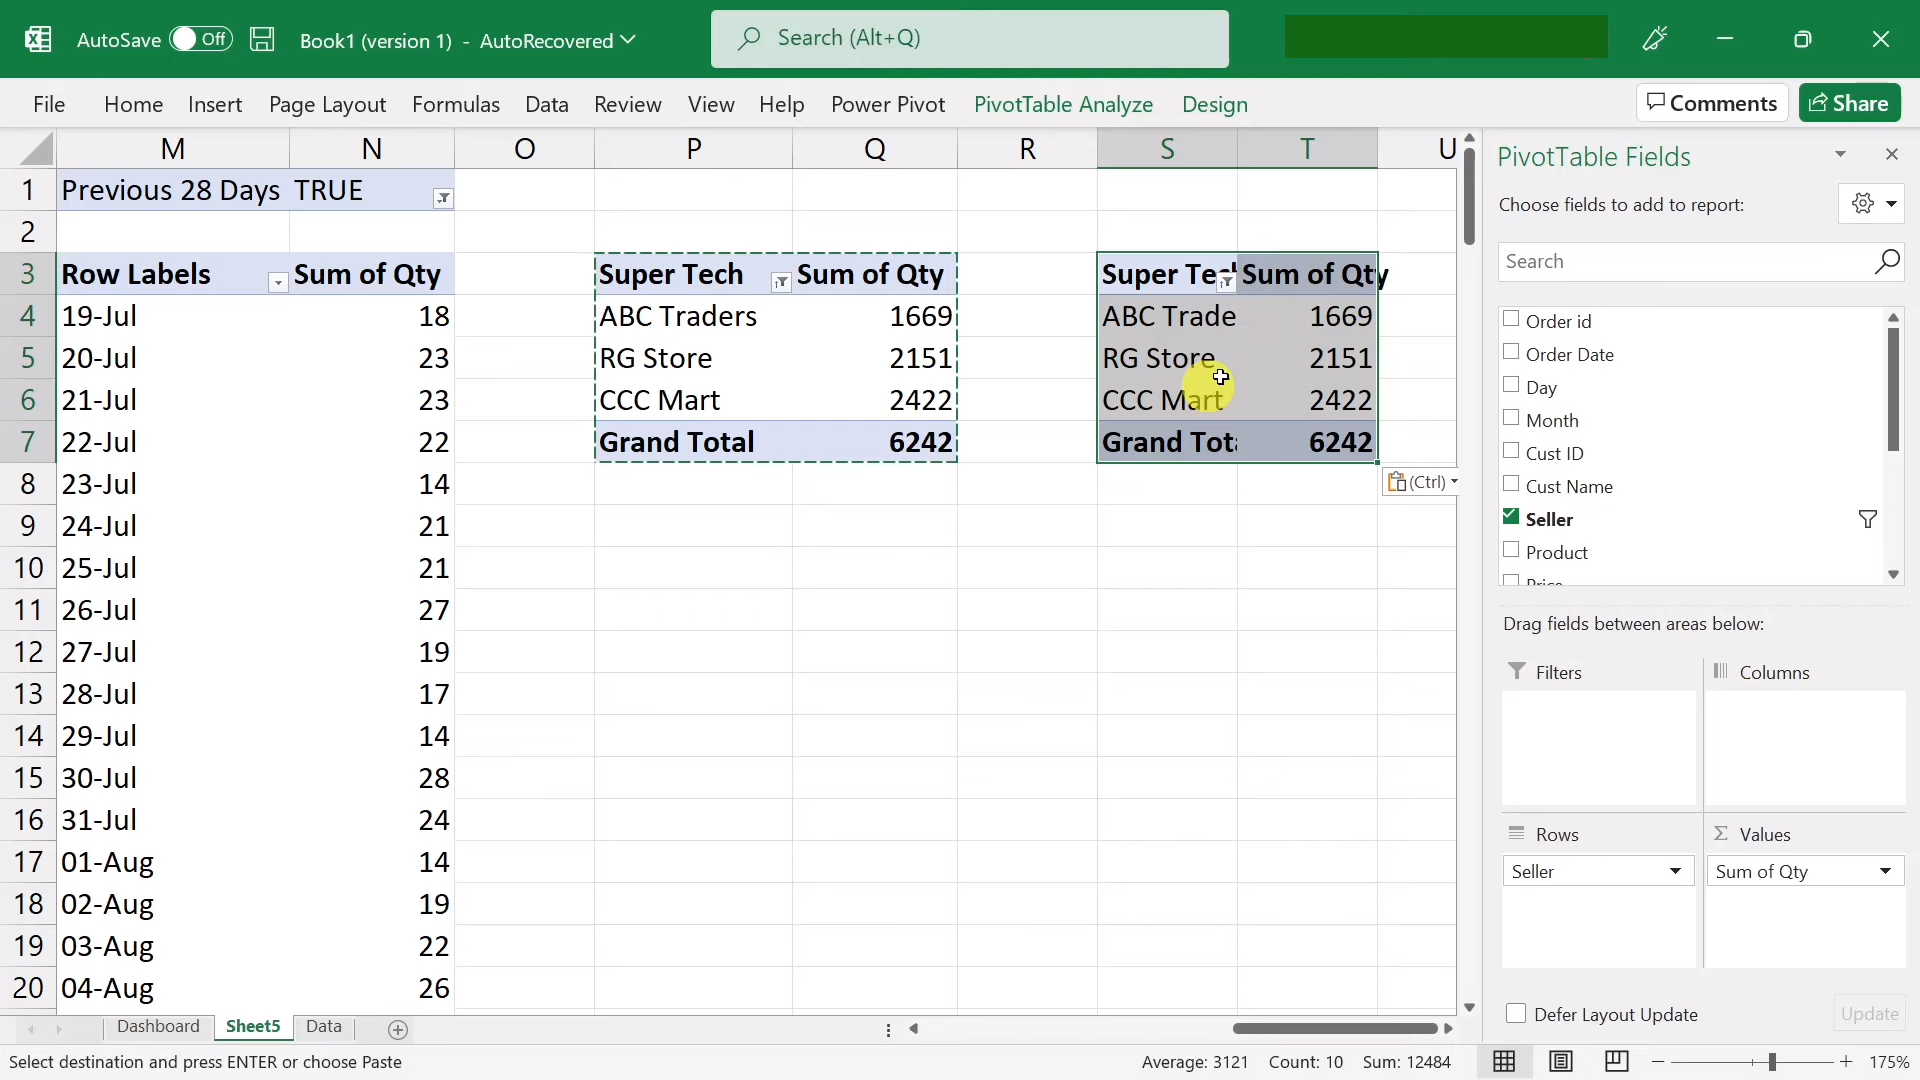 AutoSave Off Book1 (version 1) - AutoRecovered Search (Alt+Q)
File Home Insert Page Layout Formulas Data Review View Help Power Pivot PivotTable Analyze Design Comments Share
M N O P Q R S T U
1 Previous 28 Days TRUE
2
3 Row Labels Sum of Qty Super Tech Sum of Qty Super Tec Sum of Qty
4 19-Jul 18 ABC Traders 1669 ABC Trade 1669
5 20-Jul 23 RG Store 2151 RG Store 2151
6 21-Jul 23 CCC Mart 2422 CCC Mart 2422
7 22-Jul 22 Grand Total 6242 Grand Tota 6242
8 23-Jul 14 (Ctrl)
9 24-Jul 21
10 25-Jul 21
11 26-Jul 27
12 27-Jul 19
13 28-Jul 17
14 29-Jul 14
15 30-Jul 28
16 31-Jul 24
17 01-Aug 14
18 02-Aug 19
19 03-Aug 22
20 04-Aug 26
PivotTable Fields
Choose fields to add to report:
Search
Order id
Order Date
Day
Month
Cust ID
Cust Name
Seller
Product
Price
Drag fields between areas below:
Filters Columns
Rows Σ Values
Seller Sum of Qty
Defer Layout Update Update
Dashboard Sheet5 Data
Select destination and press ENTER or choose Paste Average: 3121 Count: 10 Sum: 12484 175%